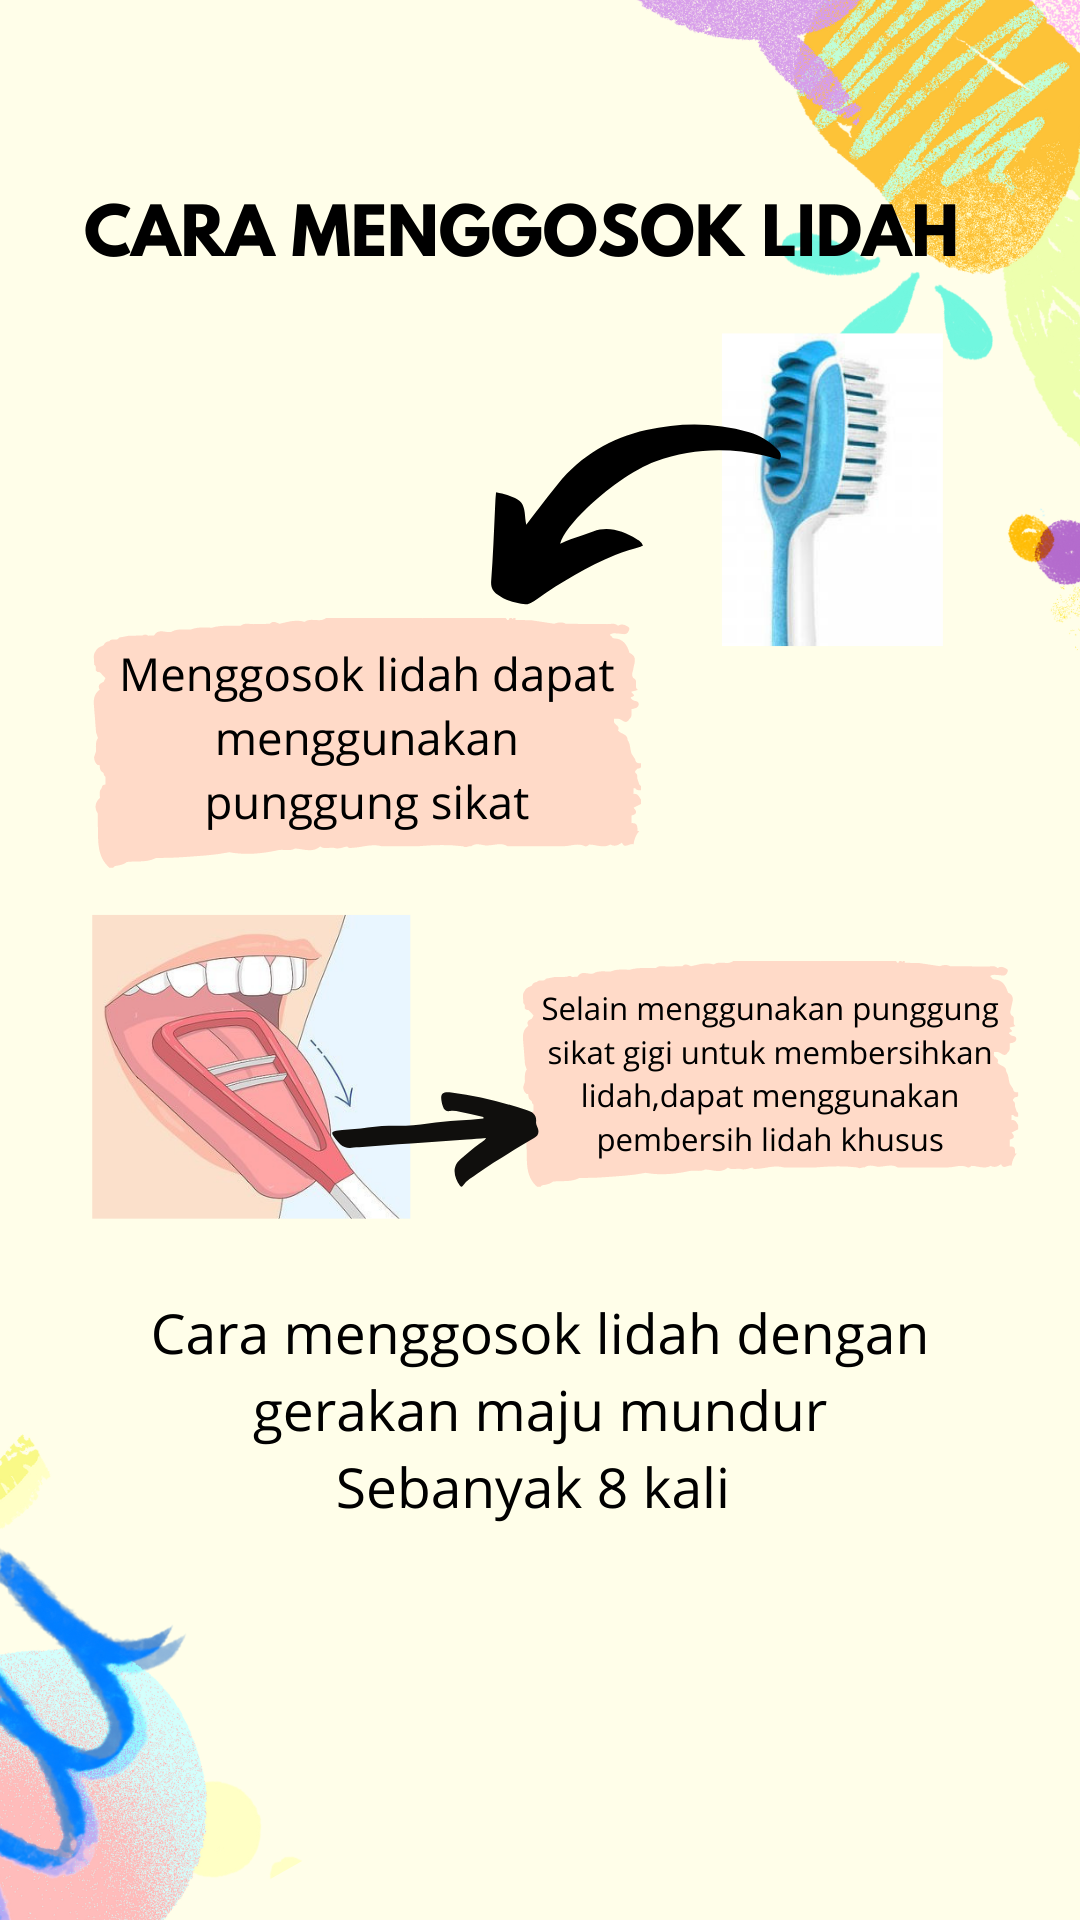 CARA MENGGOSOK LIDAH
Menggosok lidah dapat
menggunakan
punggung sikat
Selain menggunakan punggung
sikat gigi untuk membersihkan
lidah,dapat menggunakan
pembersih lidah khusus
Cara menggosok lidah dengan
gerakan maju mundur
Sebanyak 8 kali